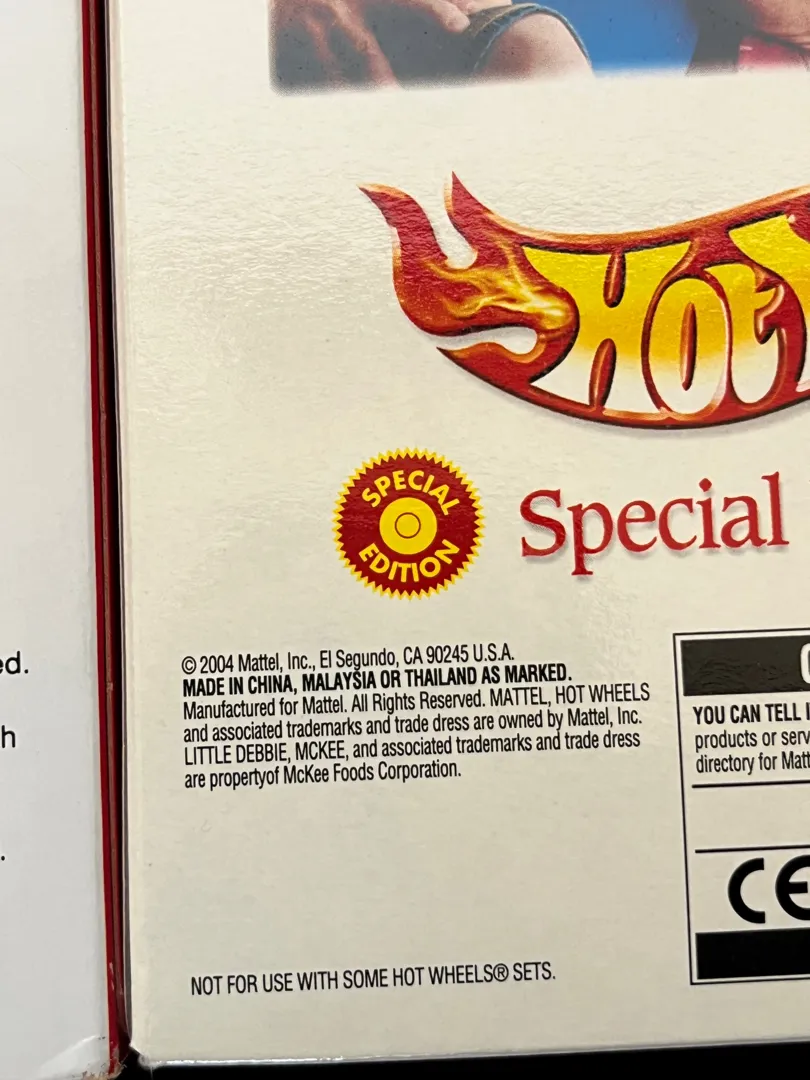 Hot
SPECIAL
EDITION
Special
ed.
h
.
© 2004 Mattel, Inc., El Segundo, CA 90245 U.S.A.
MADE IN CHINA, MALAYSIA OR THAILAND AS MARKED.
Manufactured for Mattel. All Rights Reserved. MATTEL, HOT WHEELS
and associated trademarks and trade dress are owned by Mattel, Inc.
LITTLE DEBBIE, MCKEE, and associated trademarks and trade dress
are propertyof McKee Foods Corporation.
YOU CAN TELL
products or serv
directory for Matt
CE
NOT FOR USE WITH SOME HOT WHEELS® SETS.